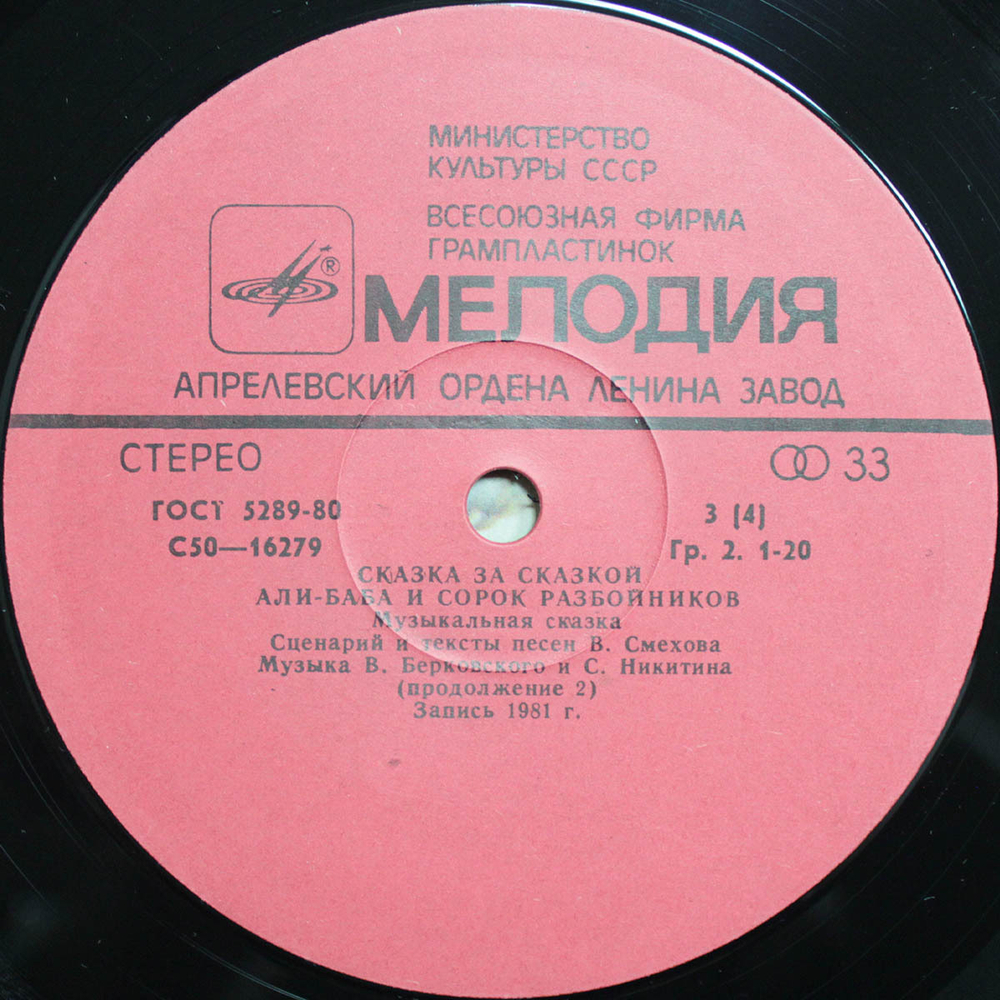 МИНИСТЕРСТВО
КУЛЬТУРЫ СССР
ВСЕСОЮЗНАЯ ФИРМА
ГРАМПЛАСТИНОК
®
МЕЛОДИЯ
АПРЕЛЕВСКИЙ ОРДЕНА ЛЕНИНА ЗАВОД
СТЕРЕО 33
ГОСТ 5289-80 3 (4)
С50—16279 Гр. 2. 1-20
СКАЗКА ЗА СКАЗКОЙ
АЛИ-БАБА И СОРОК РАЗБОЙНИКОВ
Музыкальная сказка
Сценарий и тексты песен В. Смехова
Музыка В. Берковского и С. Никитина
(продолжение 2)
Запись 1981 г.